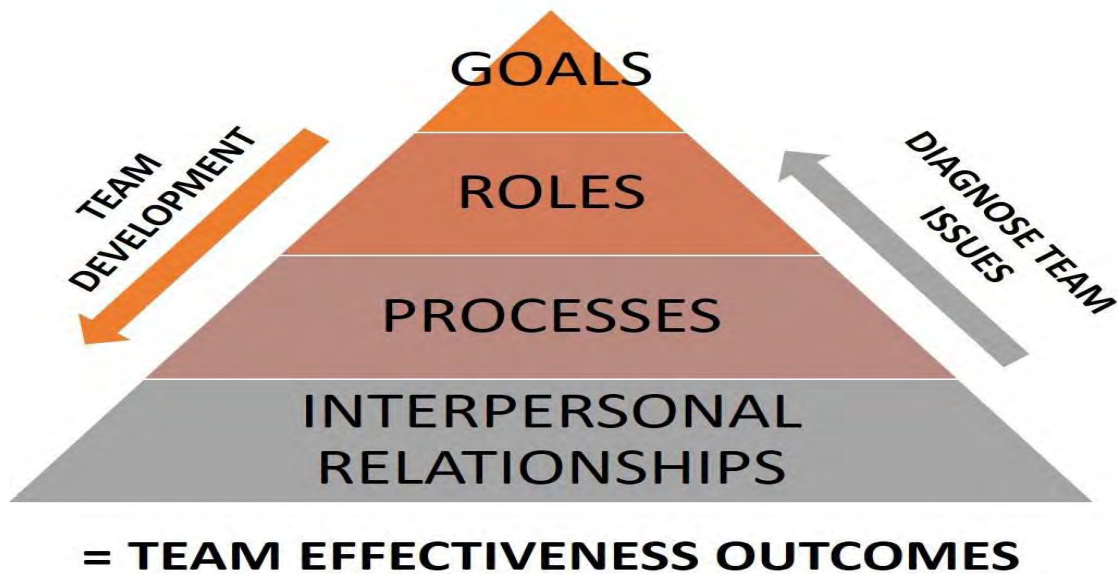 GOALS
TEAM
DEVELOPMENT
DIAGNOSE TEAM
ISSUES
ROLES
PROCESSES
INTERPERSONAL
RELATIONSHIPS
= TEAM EFFECTIVENESS OUTCOMES